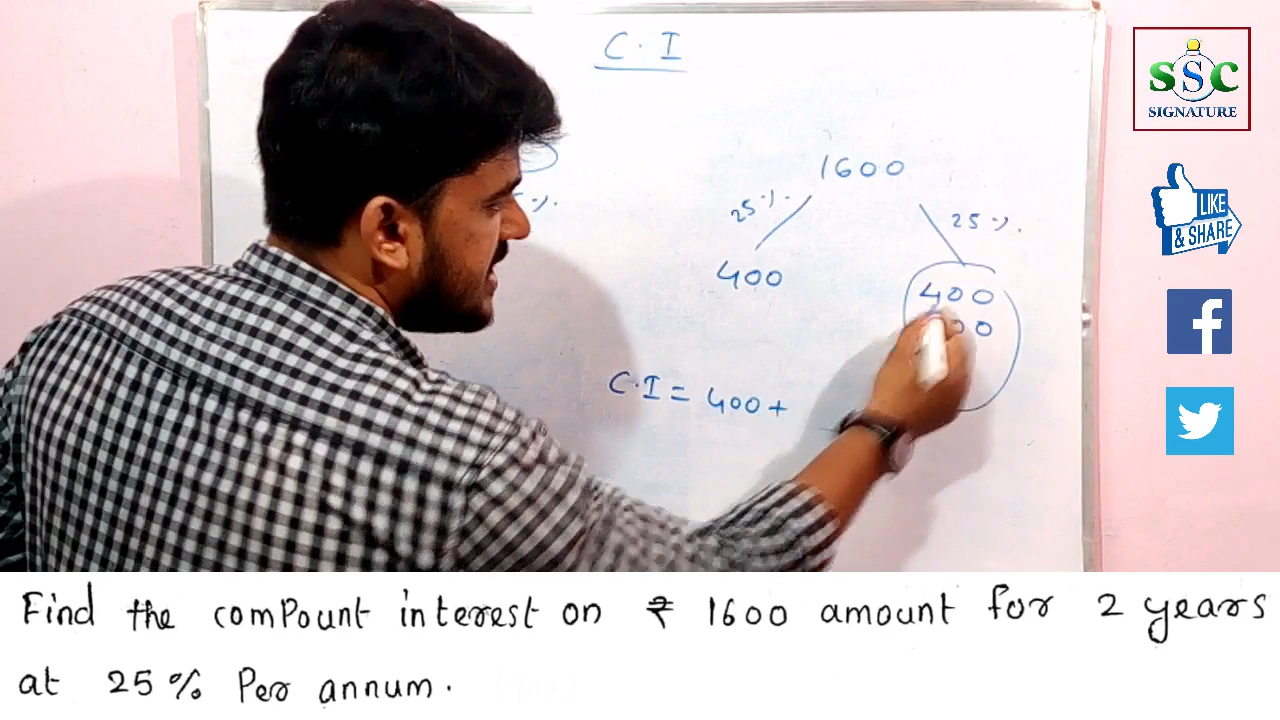 C.I
SSC
SIGNATURE
1600
25%.
25%.
400
400
00
C.I = 400+
LIKE
& SHARE
Find the comPount interest on ₹ 1600 amount for 2 years
at 25% Per annum.